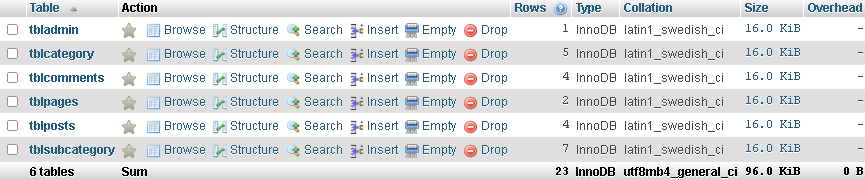 Table Action Rows Type Collation Size Overhead
tbladmin Browse Structure Search Insert Empty Drop 1 InnoDB latin1_swedish_ci 16.0 KiB -
tblcategory Browse Structure Search Insert Empty Drop 5 InnoDB latin1_swedish_ci 16.0 KiB -
tblcomments Browse Structure Search Insert Empty Drop 4 InnoDB latin1_swedish_ci 16.0 KiB -
tblpages Browse Structure Search Insert Empty Drop 2 InnoDB latin1_swedish_ci 16.0 KiB -
tblposts Browse Structure Search Insert Empty Drop 4 InnoDB latin1_swedish_ci 16.0 KiB -
tblsubcategory Browse Structure Search Insert Empty Drop 7 InnoDB latin1_swedish_ci 16.0 KiB -
6 tables Sum 23 InnoDB utf8mb4_general_ci 96.0 KiB 0 B